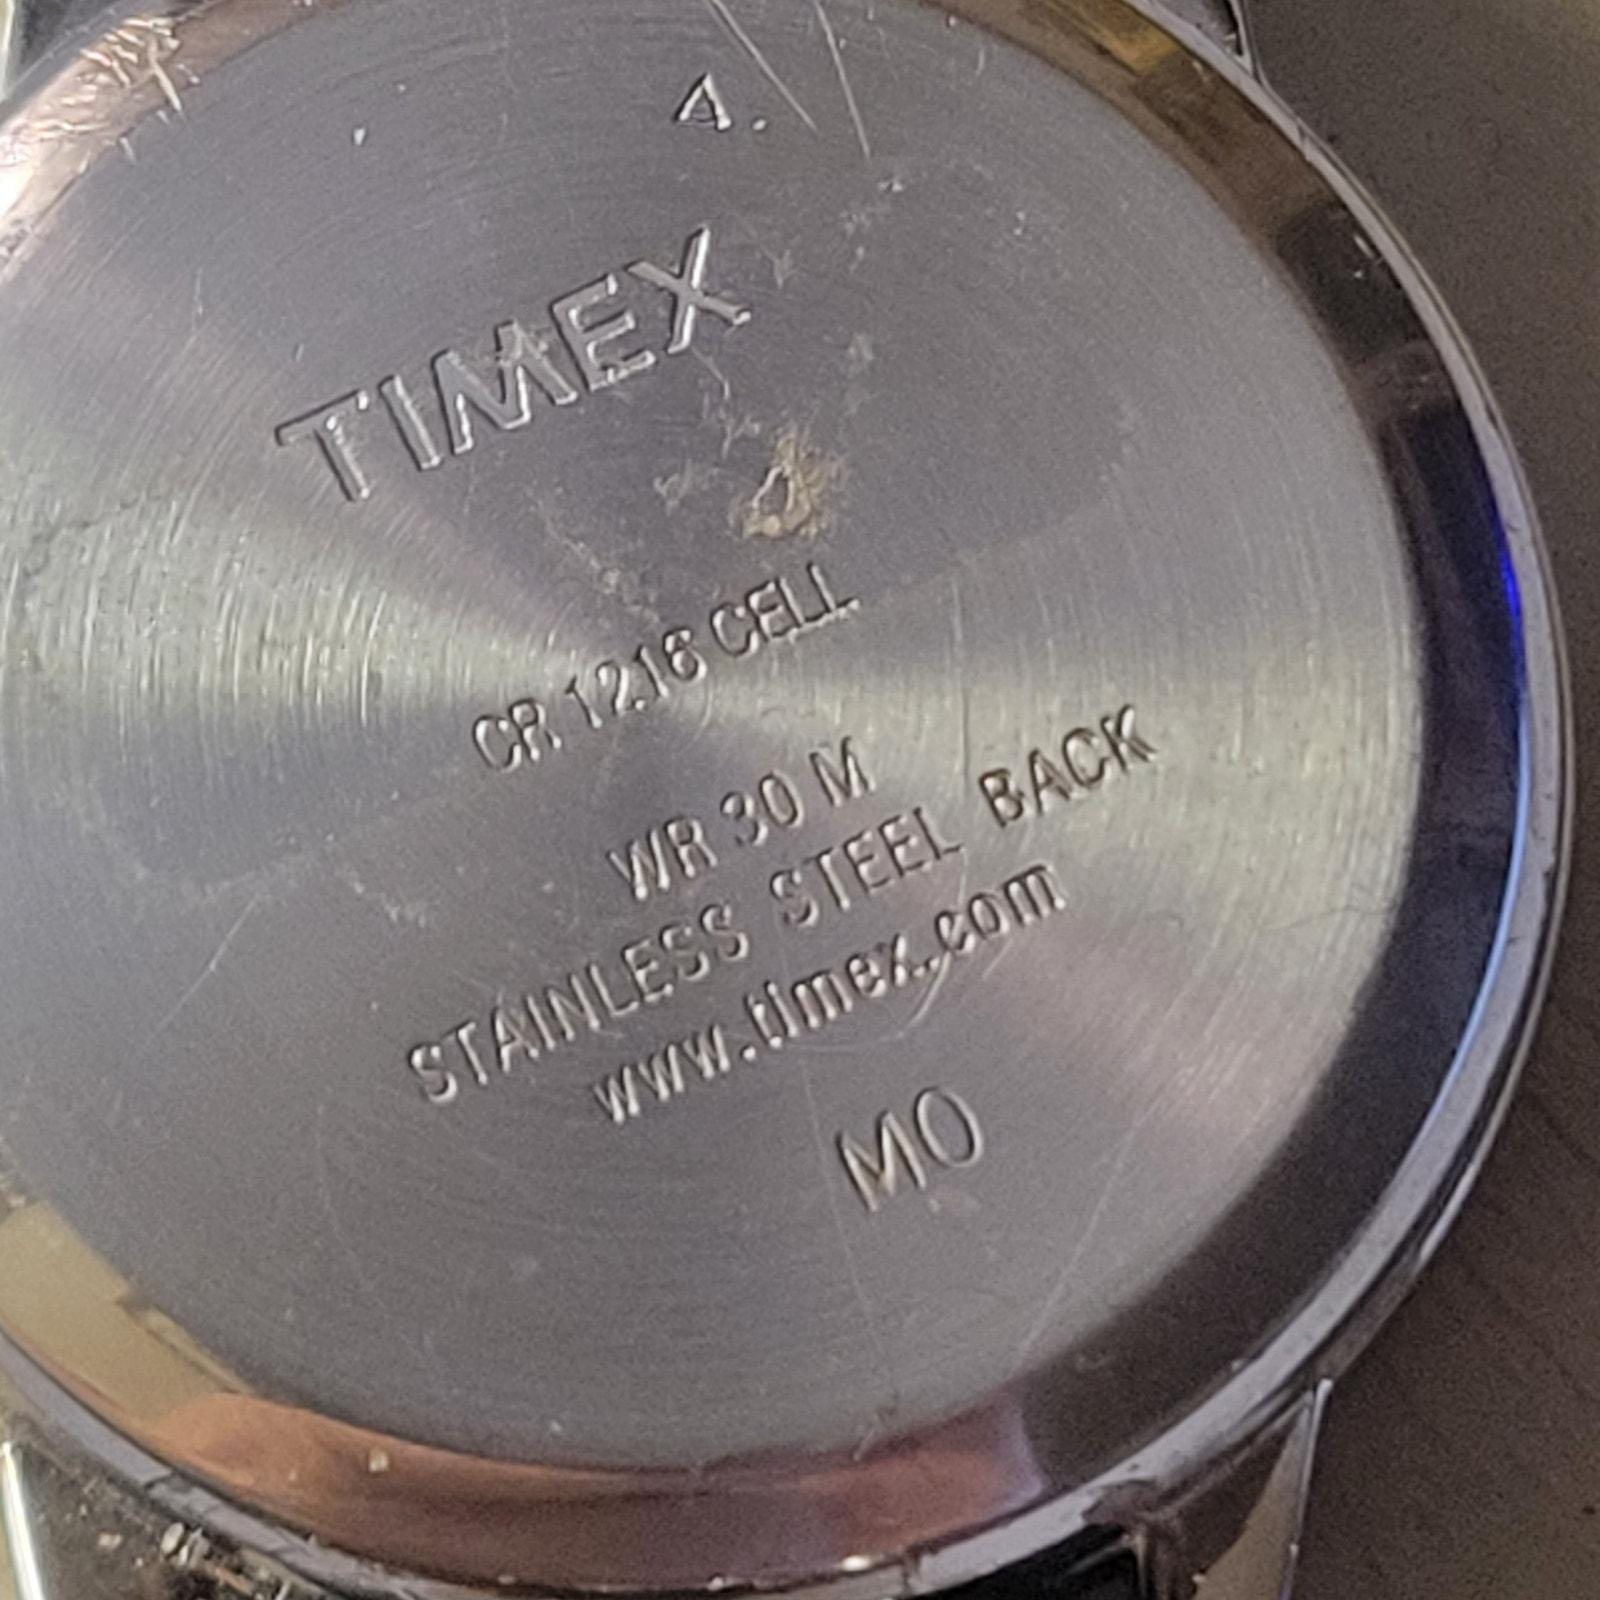 A.
TIMEX
CR 1216 CELL
WR 30 M
STAINLESS STEEL BACK
www.timex.com
MO